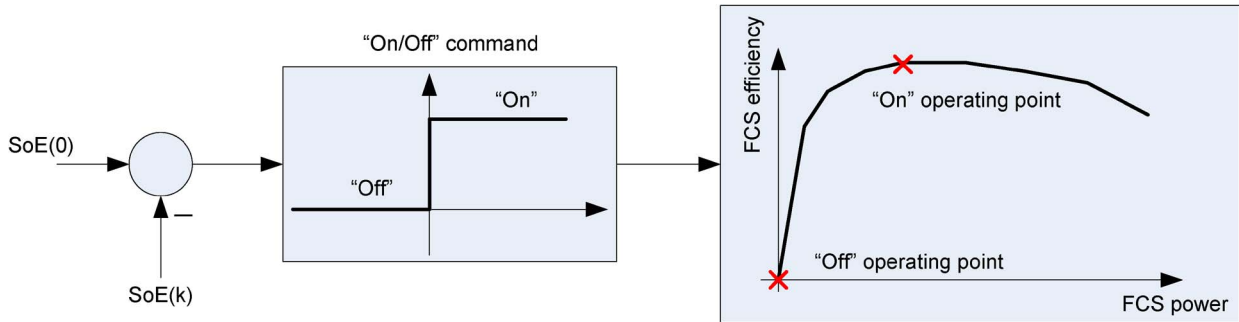 SoE(0)
SoE(k)
–
“On/Off” command
“On”
“Off”
FCS efficiency
“On” operating point
“Off” operating point
FCS power